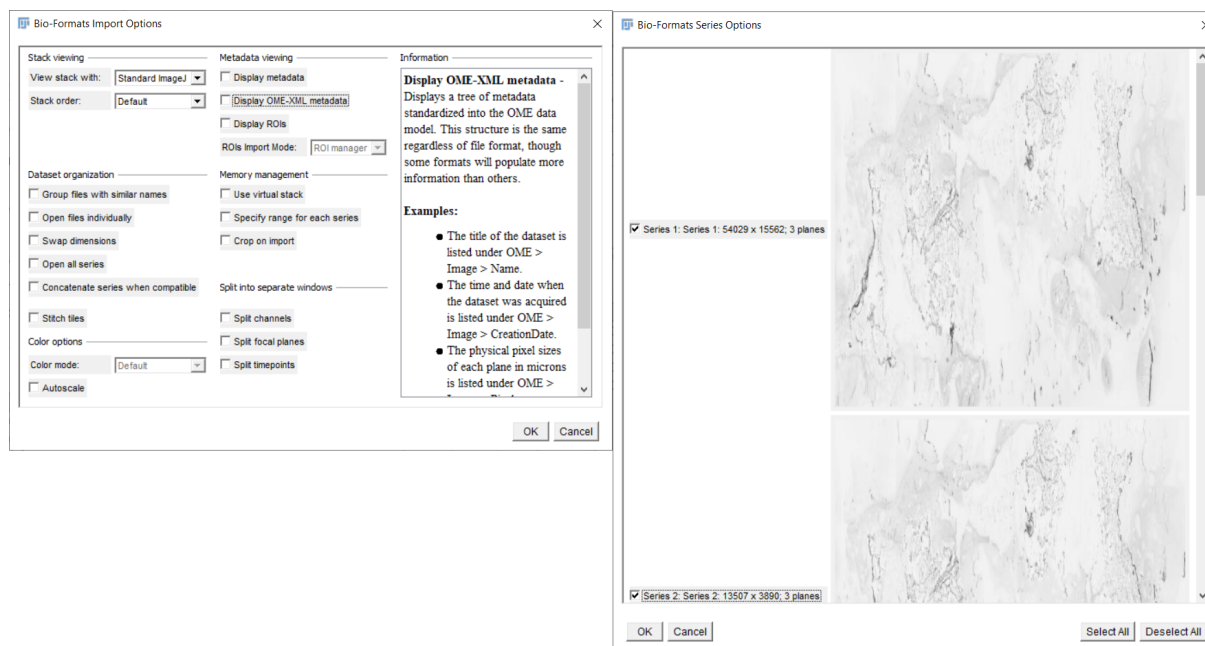 Bio-Formats Import Options
Stack viewing
View stack with:
Standard ImageJ
Stack order:
Default
Metadata viewing
Display metadata
Display OME-XML metadata
Display ROIs
ROIs Import Mode:
ROI manager
Dataset organization
Group files with similar names
Open files individually
Swap dimensions
Open all series
Concatenate series when compatible
Stitch tiles
Memory management
Use virtual stack
Specify range for each series
Crop on import
Split into separate windows
Split channels
Split focal planes
Split timepoints
Color options
Color mode:
Default
Autoscale
Information
Display OME-XML metadata -
Displays a tree of metadata
standardized into the OME data
model. This structure is the same
regardless of file format, though
some formats will populate more
information than others.
Examples:
The title of the dataset is
listed under OME >
Image > Name.
The time and date when
the dataset was acquired
is listed under OME >
Image > CreationDate.
The physical pixel sizes
of each plane in microns
is listed under OME >
OK
Cancel
Bio-Formats Series Options
Series 1: Series 1: 54029 x 15562; 3 planes
Series 2: Series 2: 13507 x 3890; 3 planes
OK
Cancel
Select All
Deselect All